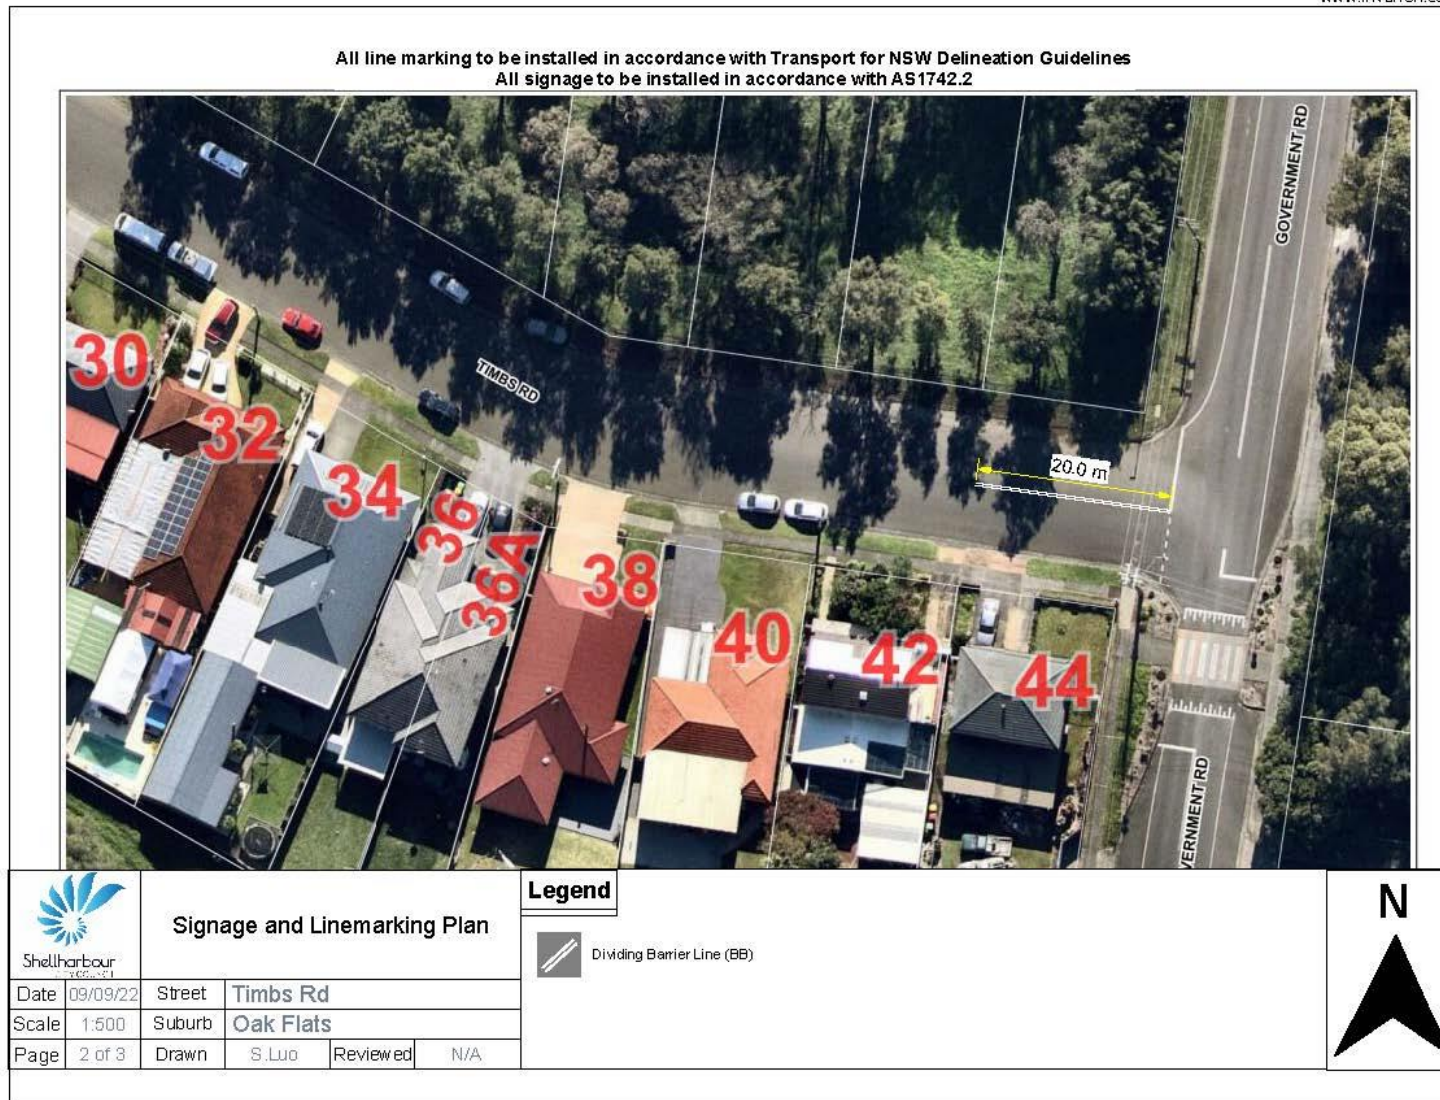 All line marking to be installed in accordance with Transport for NSW Delineation Guidelines
All signage to be installed in accordance with AS1742.2
GOVERNMENT RD
30
32
TIMBS RD
34
36
36A
38
40
42
44
20.0 m
VERNMENT RD
Shellharbour
Signage and Linemarking Plan
Date 09/09/22 Street Timbs Rd
Scale 1:500 Suburb Oak Flats
Page 2 of 3 Drawn S.Luo Reviewed N/A
Legend
Dividing Barrier Line (BB)
N